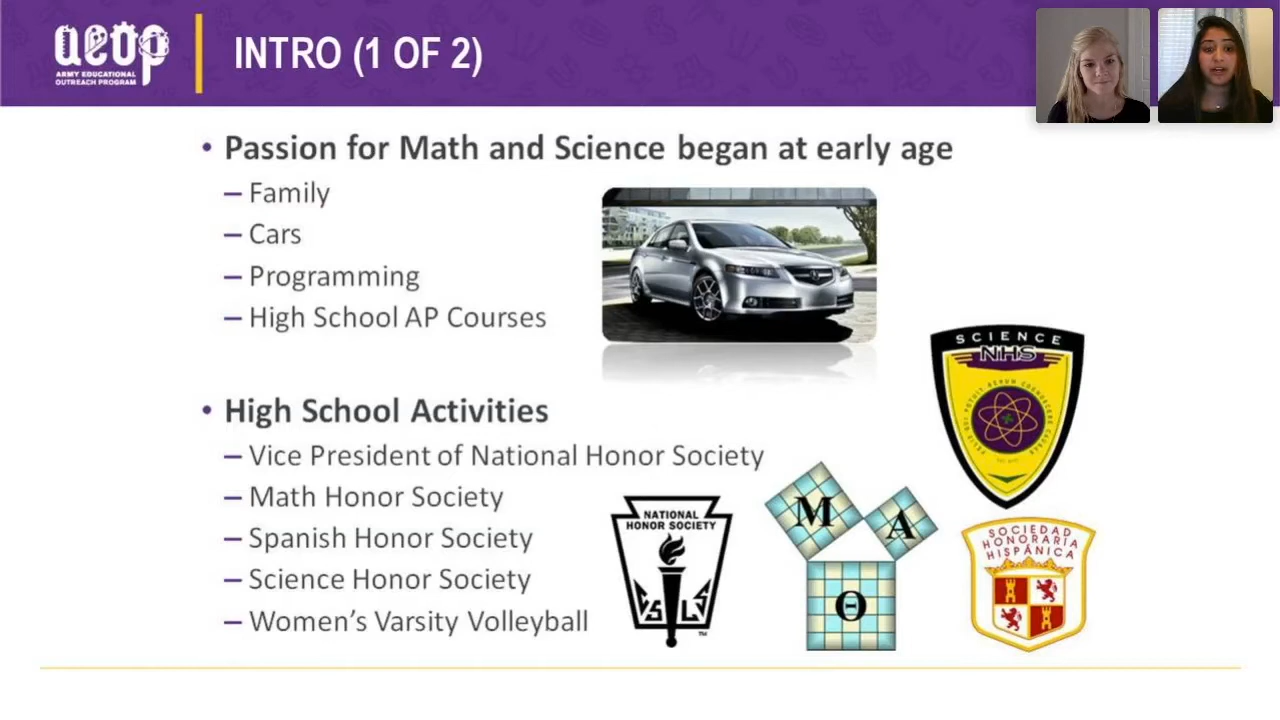 aeop
ARMY EDUCATIONAL
OUTREACH PROGRAM
INTRO (1 OF 2)
• Passion for Math and Science began at early age
– Family
– Cars
– Programming
– High School AP Courses
• High School Activities
– Vice President of National Honor Society
– Math Honor Society
– Spanish Honor Society
– Science Honor Society
– Women’s Varsity Volleyball
SCIENCE
NHS
NATIONAL
HONOR SOCIETY
C S L S
TM
M
A
Θ
SOCIEDAD
HONORARIA
HISPÁNICA